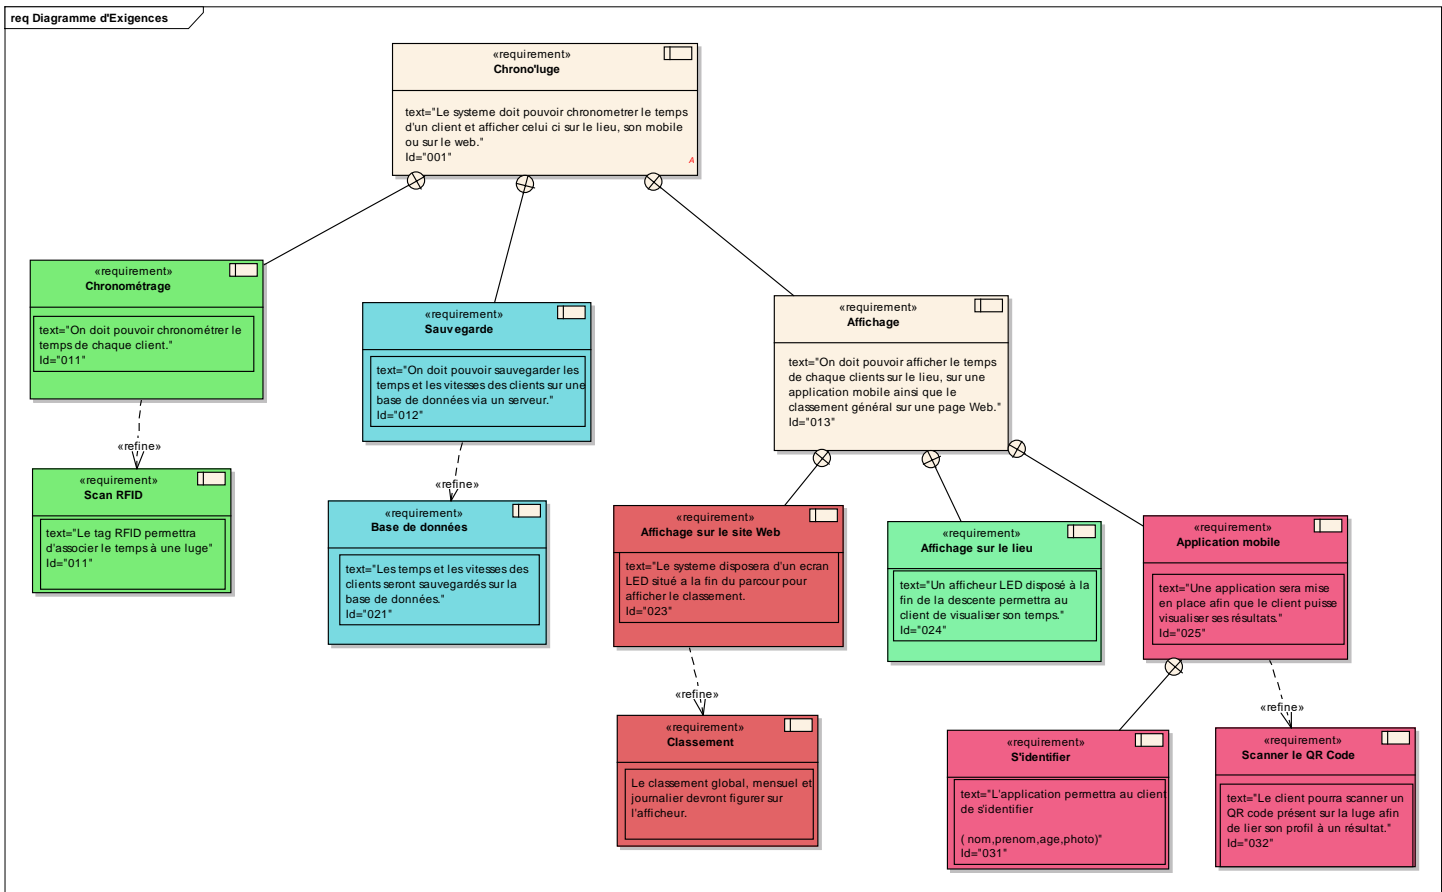 req Diagramme d'Exigences
«requirement»
Chrono'luge
text="Le systeme doit pouvoir chronometrer le temps
d'un client et afficher celui ci sur le lieu, son mobile
ou sur le web."
Id="001"
A
«requirement»
Chronométrage
text="On doit pouvoir chronométrer le
temps de chaque client."
Id="011"
«requirement»
Sauvegarde
text="On doit pouvoir sauvegarder les
temps et les vitesses des clients sur une
base de données via un serveur."
Id="012"
«requirement»
Affichage
text="On doit pouvoir afficher le temps
de chaque clients sur le lieu, sur une
application mobile ainsi que le
classement général sur une page Web."
Id="013"
«refine»
«refine»
«requirement»
Scan RFID
text="Le tag RFID permettra
d'associer le temps à une luge"
Id="011"
«requirement»
Base de données
text="Les temps et les vitesses des
clients seront sauvegardés sur la
base de données."
Id="021"
«requirement»
Affichage sur le site Web
text="Le systeme disposera d'un ecran
LED situé a la fin du parcour pour
afficher le classement.
Id="023"
«requirement»
Affichage sur le lieu
text="Un afficheur LED disposé à la
fin de la descente permettra au
client de visualiser son temps."
Id="024"
«requirement»
Application mobile
text="Une application sera mise
en place afin que le client puisse
visualiser ses résultats."
Id="025"
«refine»
«refine»
«requirement»
Classement
Le classement global, mensuel et
journalier devront figurer sur
l'afficheur.
«requirement»
S'identifier
text="L'application permettra au client
de s'identifier
( nom,prenom,age,photo)"
Id="031"
«requirement»
Scanner le QR Code
text="Le client pourra scanner un
QR code présent sur la luge afin
de lier son profil à un résultat."
Id="032"